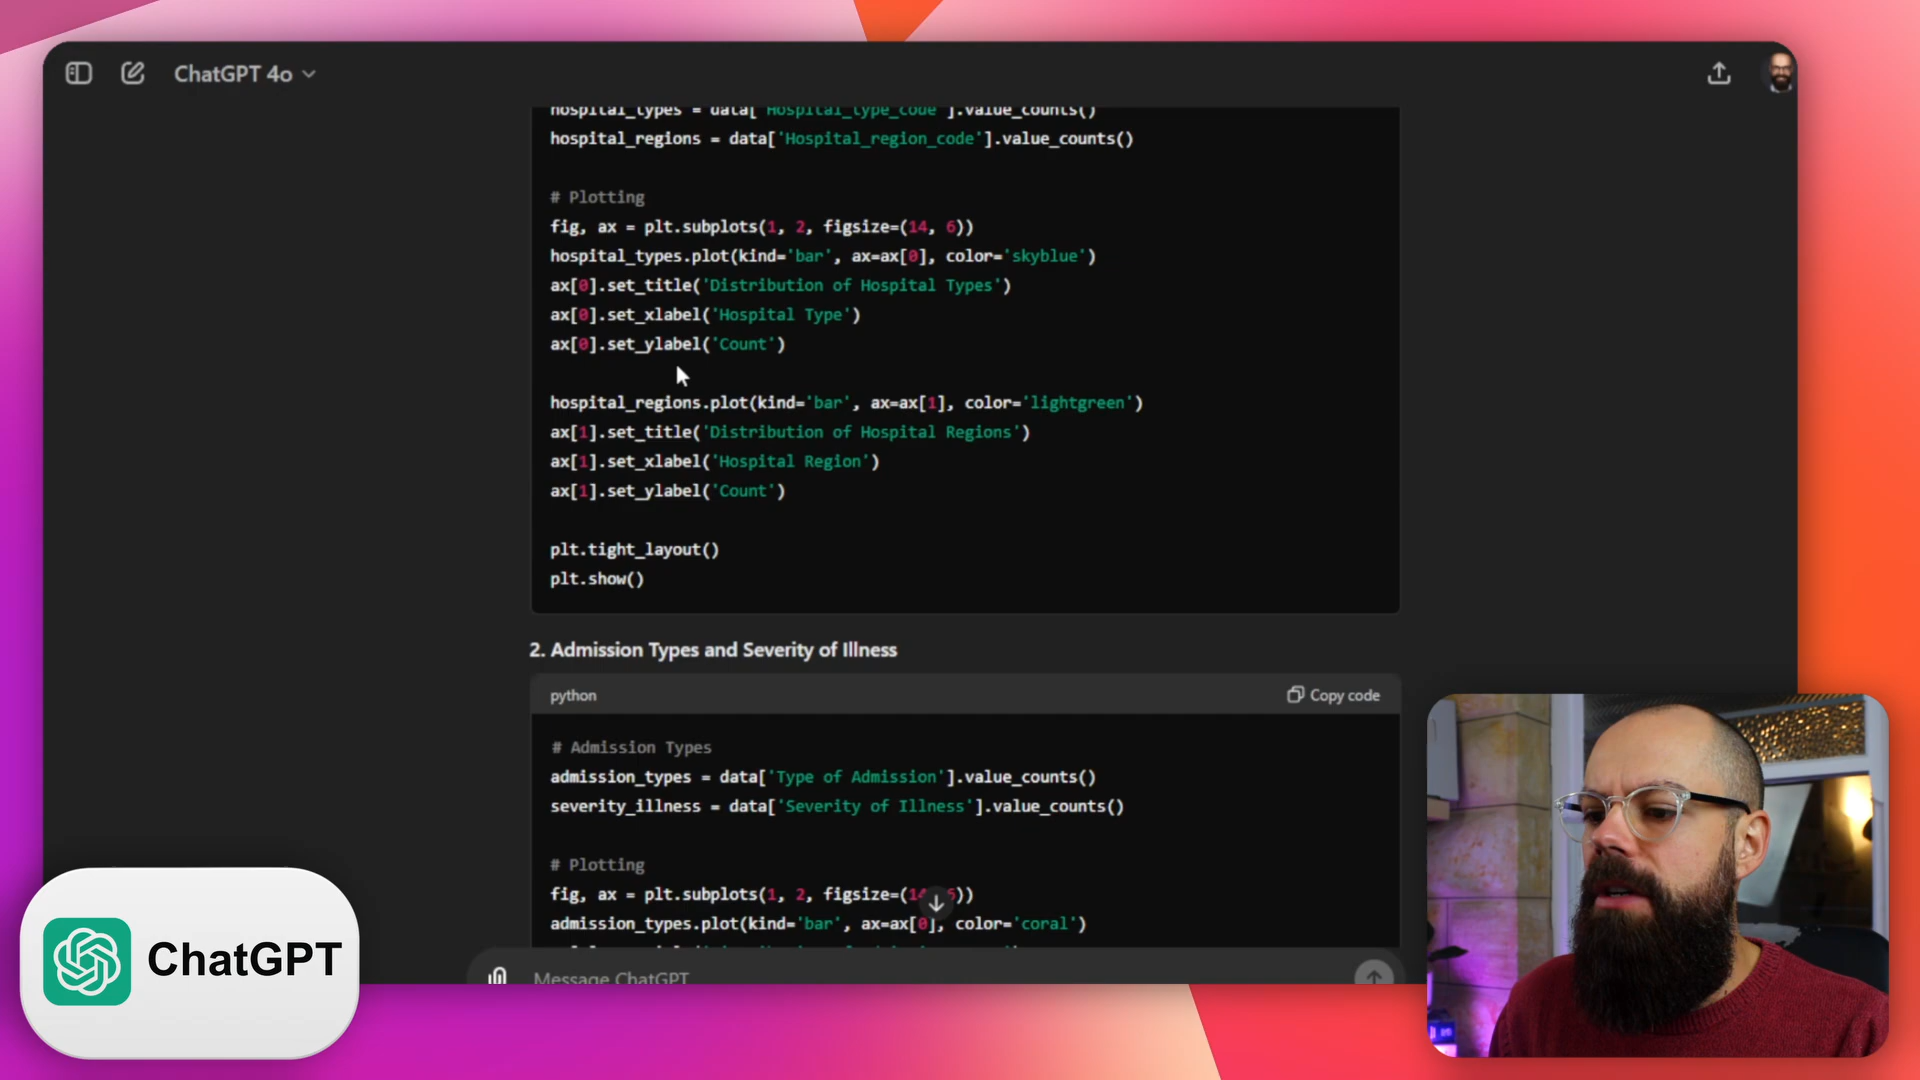 ChatGPT 4o
hospital_types = data['Hospital_type_code'].value_counts()
hospital_regions = data['Hospital_region_code'].value_counts()
# Plotting
fig, ax = plt.subplots(1, 2, figsize=(14, 6))
hospital_types.plot(kind='bar', ax=ax[0], color='skyblue')
ax[0].set_title('Distribution of Hospital Types')
ax[0].set_xlabel('Hospital Type')
ax[0].set_ylabel('Count')
hospital_regions.plot(kind='bar', ax=ax[1], color='lightgreen')
ax[1].set_title('Distribution of Hospital Regions')
ax[1].set_xlabel('Hospital Region')
ax[1].set_ylabel('Count')
plt.tight_layout()
plt.show()
2. Admission Types and Severity of Illness
python
Copy code
# Admission Types
admission_types = data['Type of Admission'].value_counts()
severity_illness = data['Severity of Illness'].value_counts()
# Plotting
fig, ax = plt.subplots(1, 2, figsize=(14, 6))
admission_types.plot(kind='bar', ax=ax[0], color='coral')
Message ChatGPT
ChatGPT